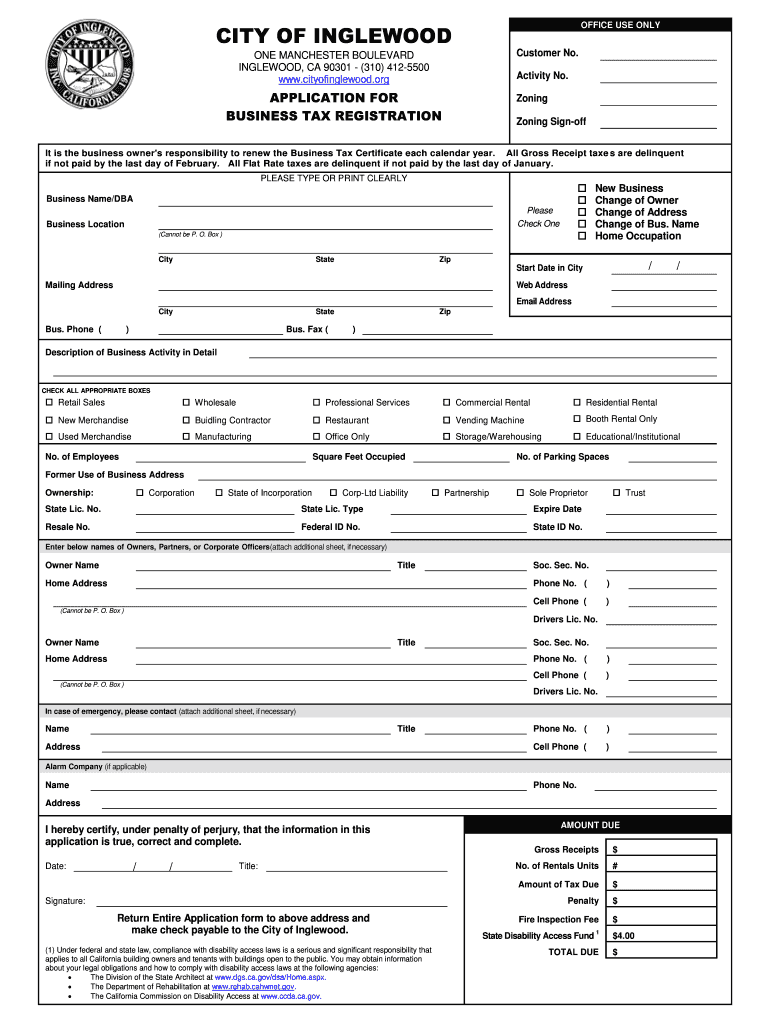 CITY OF INGLEWOOD
INC. CALIFORNIA 1908
CITY OF INGLEWOOD
ONE MANCHESTER BOULEVARD
INGLEWOOD, CA 90301 - (310) 412-5500
www.cityofinglewood.org
APPLICATION FOR
BUSINESS TAX REGISTRATION
OFFICE USE ONLY
Customer No.
Activity No.
Zoning
Zoning Sign-off
It is the business owner's responsibility to renew the Business Tax Certificate each calendar year. All Gross Receipt taxes are delinquent
if not paid by the last day of February. All Flat Rate taxes are delinquent if not paid by the last day of January.
PLEASE TYPE OR PRINT CLEARLY
Business Name/DBA
Business Location
(Cannot be P. O. Box )
City State Zip
Mailing Address
City State Zip
Bus. Phone ( ) Bus. Fax ( )
Please
Check One
☐ New Business
☐ Change of Owner
☐ Change of Address
☐ Change of Bus. Name
☐ Home Occupation
Start Date in City / /
Web Address
Email Address
Description of Business Activity in Detail
CHECK ALL APPROPRIATE BOXES
☐ Retail Sales ☐ Wholesale ☐ Professional Services ☐ Commercial Rental ☐ Residential Rental
☐ New Merchandise ☐ Buidling Contractor ☐ Restaurant ☐ Vending Machine ☐ Booth Rental Only
☐ Used Merchandise ☐ Manufacturing ☐ Office Only ☐ Storage/Warehousing ☐ Educational/Institutional
No. of Employees Square Feet Occupied No. of Parking Spaces
Former Use of Business Address
Ownership: ☐ Corporation ☐ State of Incorporation ☐ Corp-Ltd Liability ☐ Partnership ☐ Sole Proprietor ☐ Trust
State Lic. No. State Lic. Type Expire Date
Resale No. Federal ID No. State ID No.
Enter below names of Owners, Partners, or Corporate Officers(attach additional sheet, if necessary)
Owner Name Title Soc. Sec. No.
Home Address Phone No. ( )
Cell Phone ( )
(Cannot be P. O. Box )
Drivers Lic. No.
Owner Name Title Soc. Sec. No.
Home Address Phone No. ( )
Cell Phone ( )
(Cannot be P. O. Box )
Drivers Lic. No.
In case of emergency, please contact (attach additional sheet, if necessary)
Name Title Phone No. ( )
Address Cell Phone ( )
Alarm Company (if applicable)
Name Phone No.
Address
I hereby certify, under penalty of perjury, that the information in this
application is true, correct and complete.
Date: / / Title:
Signature:
Return Entire Application form to above address and
make check payable to the City of Inglewood.
(1) Under federal and state law, compliance with disability access laws is a serious and significant responsibility that
applies to all California building owners and tenants with buildings open to the public. You may obtain information
about your legal obligations and how to comply with disability access laws at the following agencies:
• The Division of the State Architect at www.dgs.ca.gov/dsa/Home.aspx.
• The Department of Rehabilitation at www.rehab.cahwnet.gov.
• The California Commission on Disability Access at www.ccda.ca.gov.
AMOUNT DUE
Gross Receipts $
No. of Rentals Units #
Amount of Tax Due $
Penalty $
Fire Inspection Fee $
State Disability Access Fund 1 $4.00
TOTAL DUE $